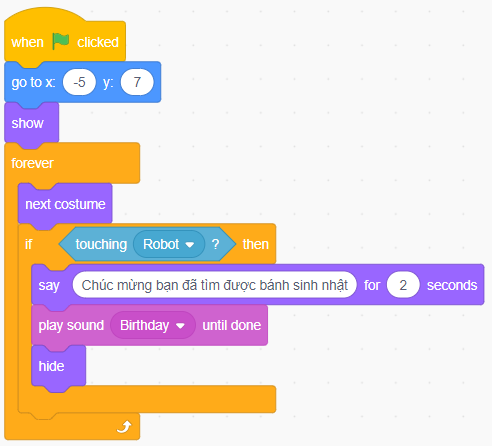 when clicked
go to x: -5 y: 7
show
forever
next costume
if touching Robot ? then
say Chúc mừng bạn đã tìm được bánh sinh nhật for 2 seconds
play sound Birthday until done
hide